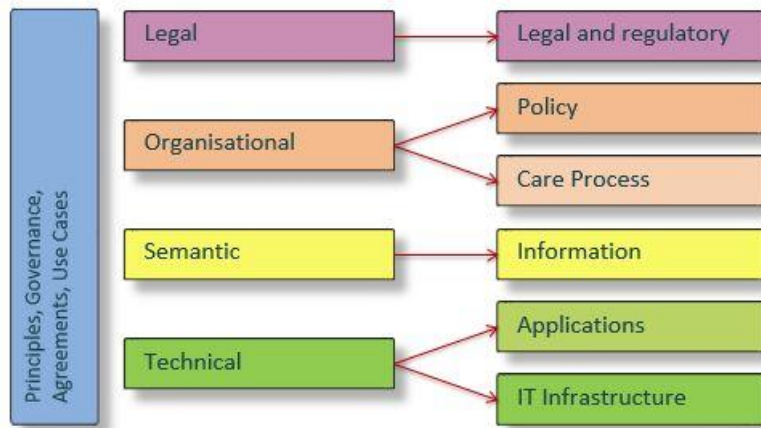 Principles, Governance,
Agreements, Use Cases
Legal
Legal and regulatory
Organisational
Policy
Care Process
Semantic
Information
Technical
Applications
IT Infrastructure